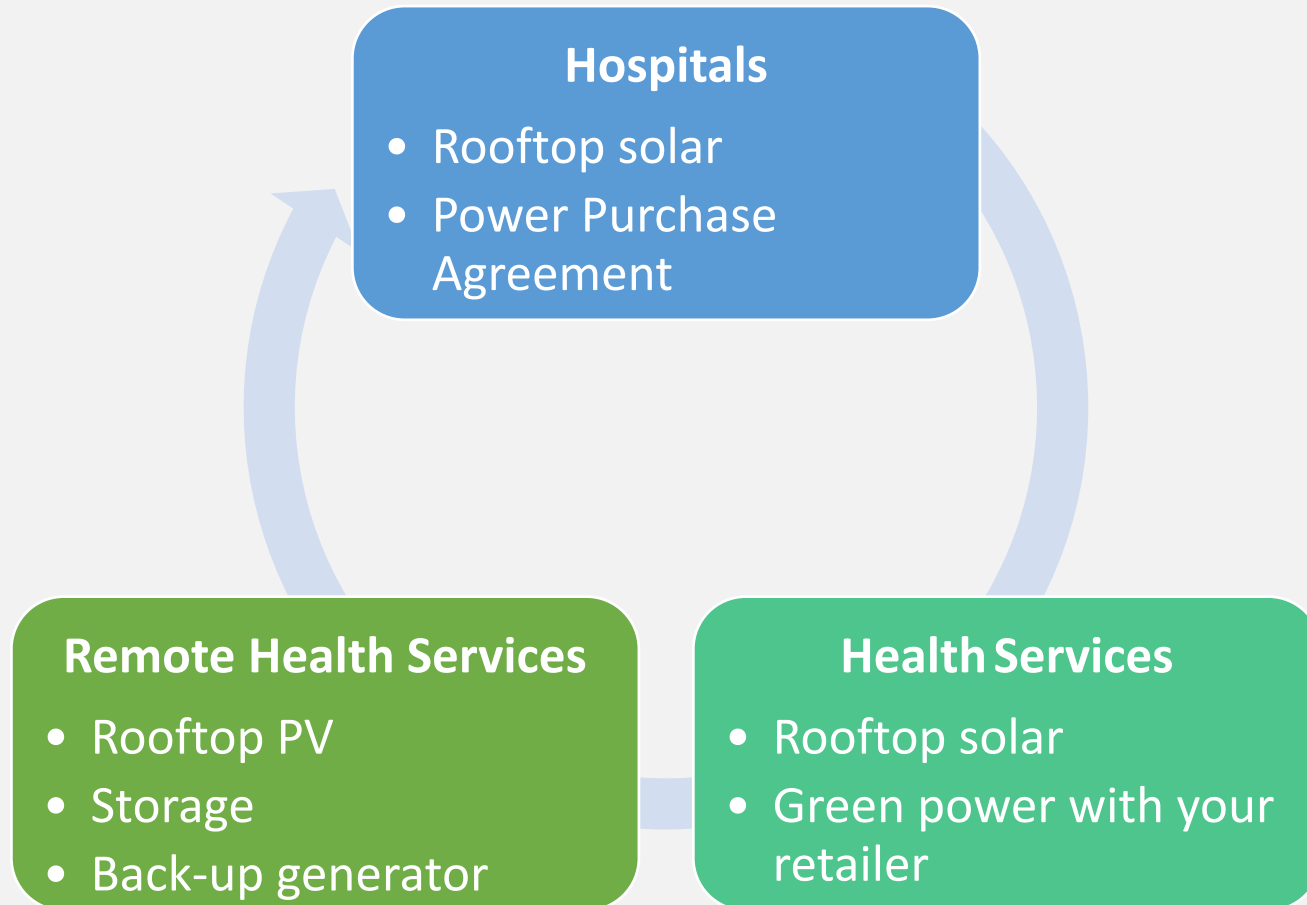 Hospitals
• Rooftop solar
• Power Purchase
Agreement
Remote Health Services
• Rooftop PV
• Storage
• Back-up generator
Health Services
• Rooftop solar
• Green power with your
retailer